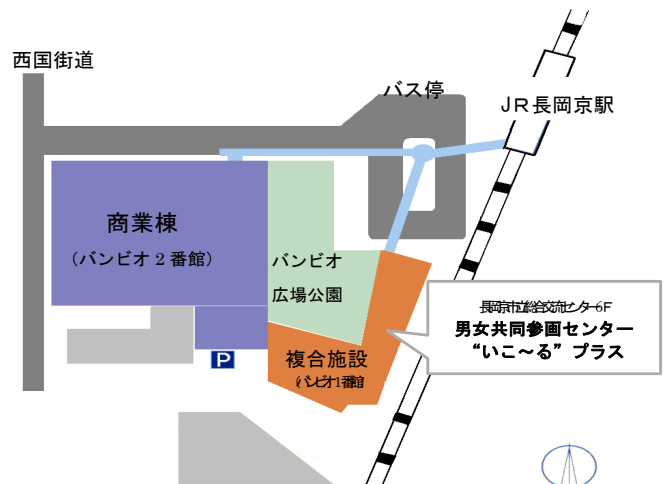 西国街道
バス停
JR長岡京駅
商業棟
（バンビオ２番館）
バンビオ
広場公園
長岡京市立総合交流センター6F
男女共同参画センター
“いこ～る”プラス
複合施設
（バンビオ1番館
P